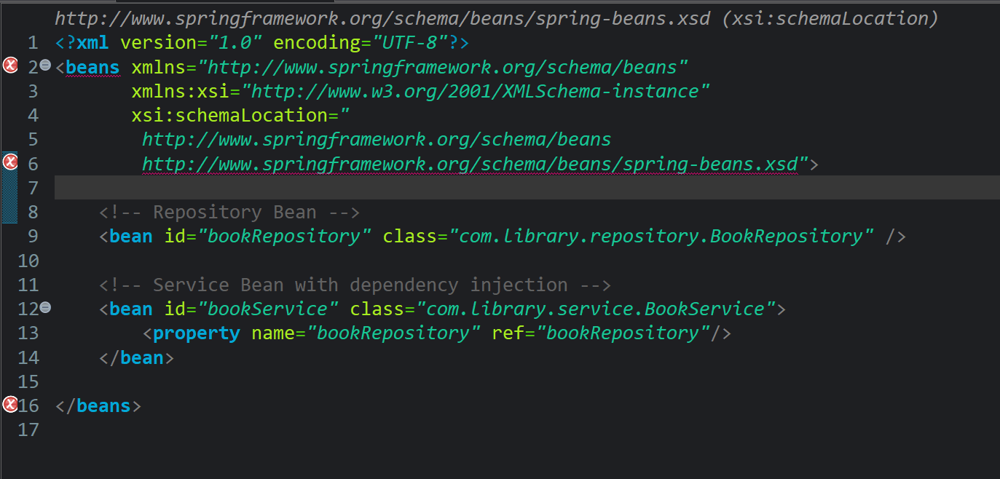 http://www.springframework.org/schema/beans/spring-beans.xsd (xsi:schemaLocation)
1 <?xml version="1.0" encoding="UTF-8"?>
2 <beans xmlns="http://www.springframework.org/schema/beans"
3 xmlns:xsi="http://www.w3.org/2001/XMLSchema-instance"
4 xsi:schemaLocation="
5 http://www.springframework.org/schema/beans
6 http://www.springframework.org/schema/beans/spring-beans.xsd">
7
8 <!-- Repository Bean -->
9 <bean id="bookRepository" class="com.library.repository.BookRepository" />
10
11 <!-- Service Bean with dependency injection -->
12 <bean id="bookService" class="com.library.service.BookService">
13 <property name="bookRepository" ref="bookRepository"/>
14 </bean>
15
16 </beans>
17